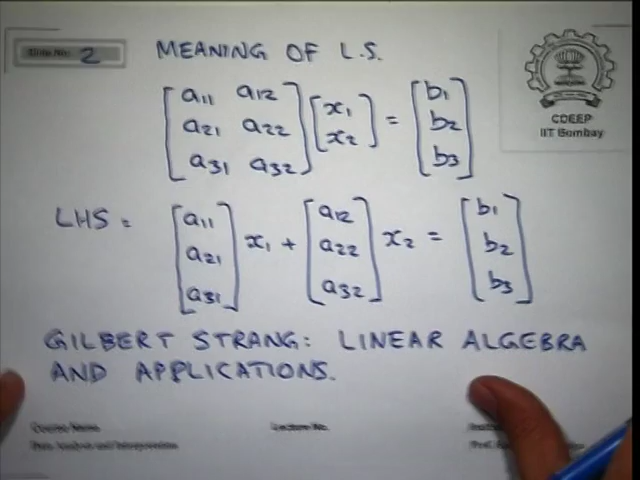 Slide No: 2
MEANING OF L.S.
[a11 a12; a21 a22; a31 a32] [x1; x2] = [b1; b2; b3]
CDEEP
IIT Bombay
LHS = [a11; a21; a31] x1 + [a12; a22; a32] x2 = [b1; b2; b3]
GILBERT STRANG: LINEAR ALGEBRA
AND APPLICATIONS.
Course Name
Lecture No.